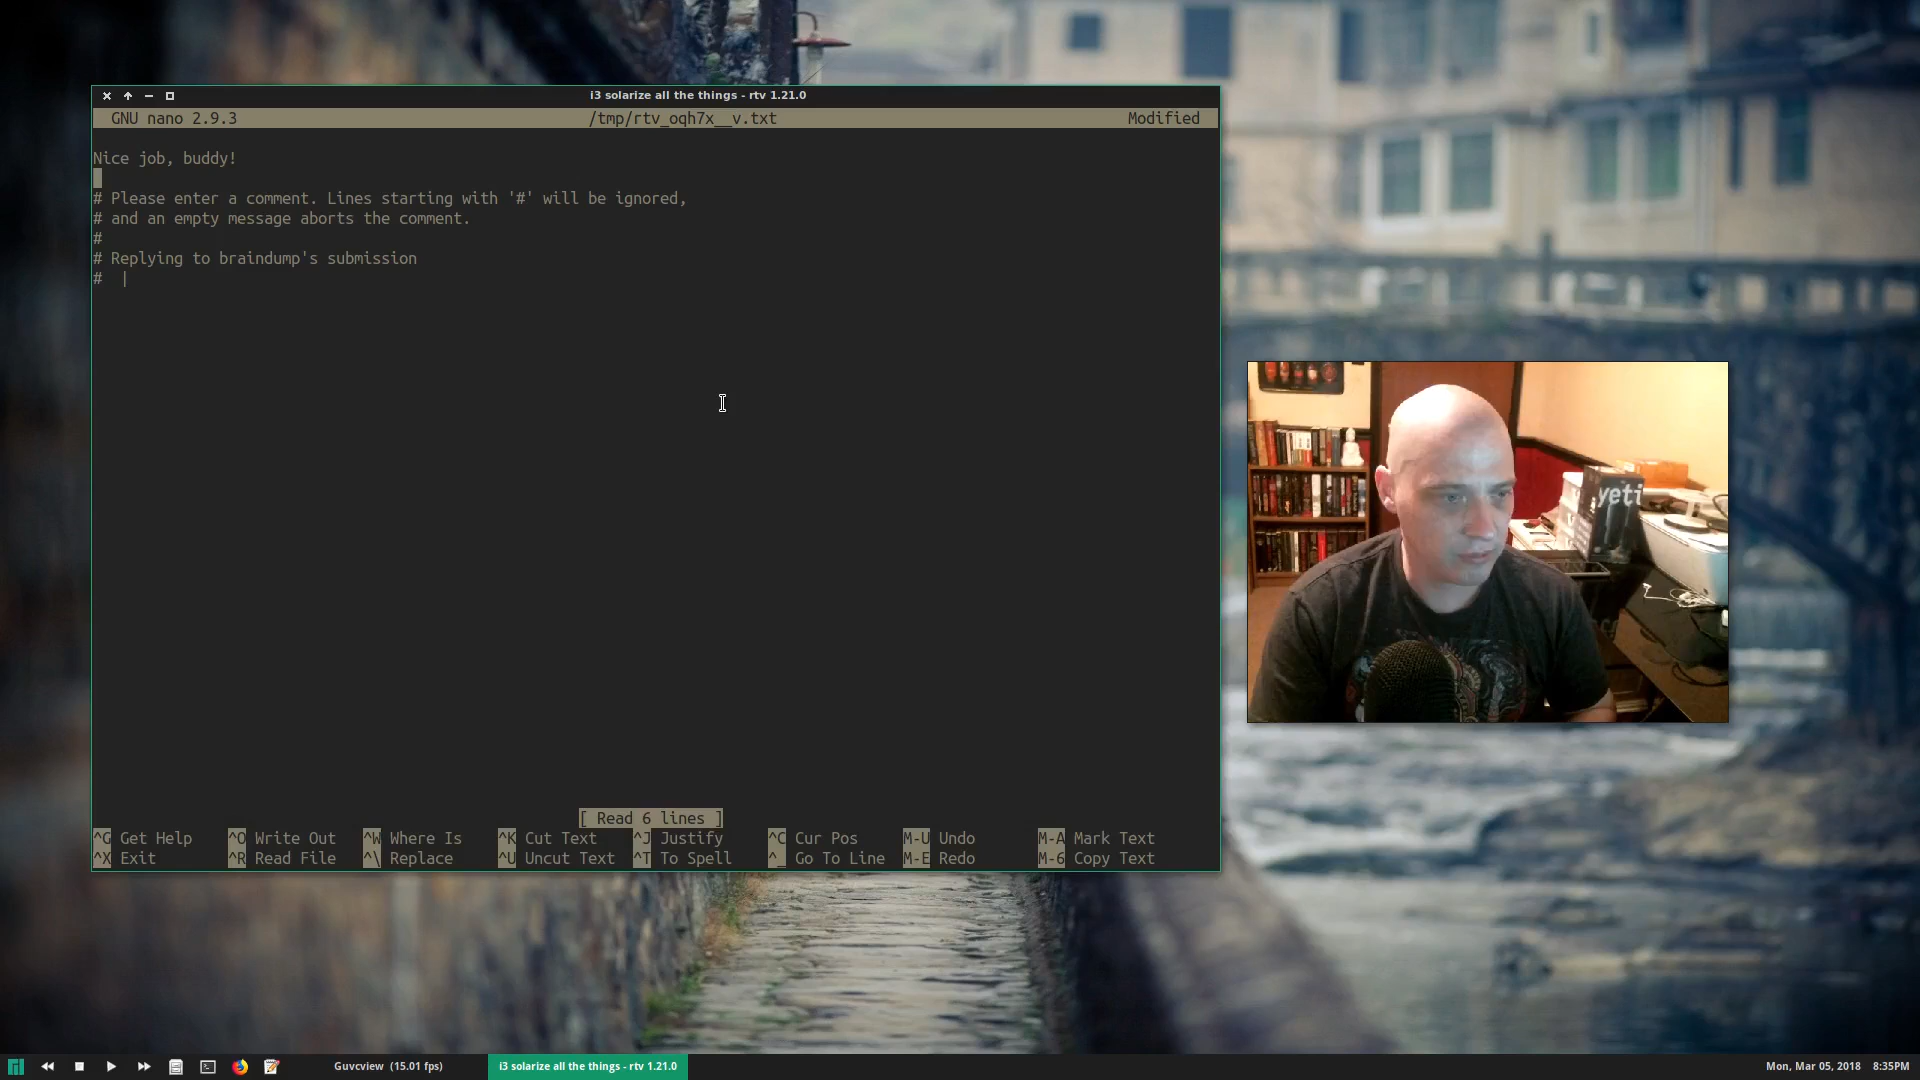 i3 solarize all the things - rtv 1.21.0
GNU nano 2.9.3 /tmp/rtv_oqh7x__v.txt Modified
Nice job, buddy!
# Please enter a comment. Lines starting with '#' will be ignored,
# and an empty message aborts the comment.
#
# Replying to braindump's submission
# |
[ Read 6 lines ]
^G Get Help ^O Write Out ^W Where Is ^K Cut Text ^J Justify ^C Cur Pos M-U Undo M-A Mark Text
^X Exit ^R Read File ^\ Replace ^U Uncut Text ^T To Spell ^_ Go To Line M-E Redo M-6 Copy Text
yeti
Guvcview (15.01 fps) i3 solarize all the things - rtv 1.21.0 Mon, Mar 05, 2018 8:35PM